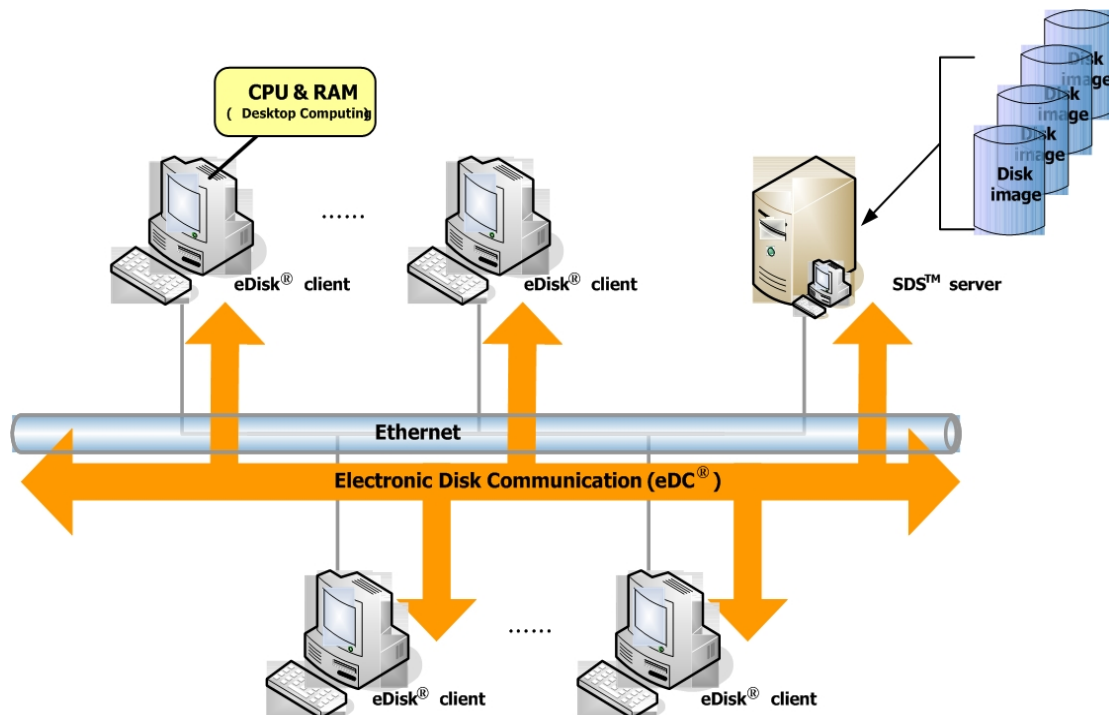 CPU & RAM
( Desktop Computing)
Disk
image
Disk
image
Disk
image
Disk
image
......
eDisk® client
eDisk® client
SDS™ server
Ethernet
Electronic Disk Communication (eDC®)
......
eDisk® client
eDisk® client